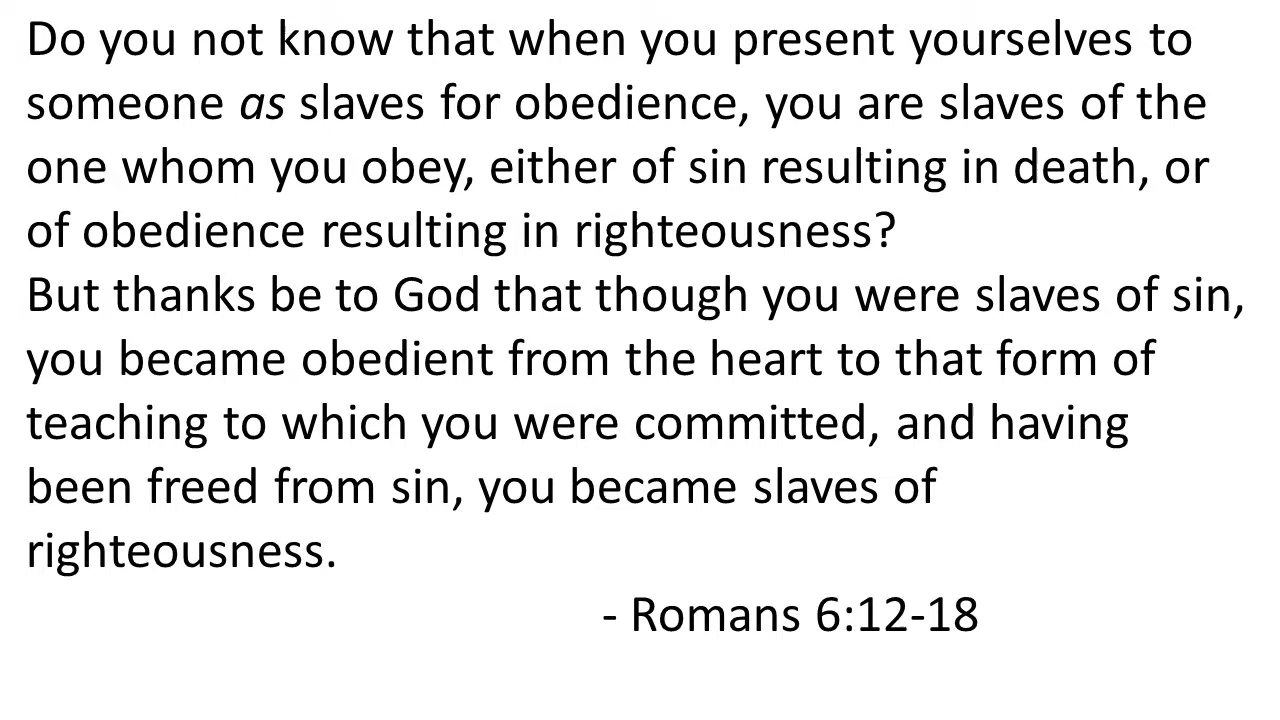 Do you not know that when you present yourselves to
someone as slaves for obedience, you are slaves of the
one whom you obey, either of sin resulting in death, or
of obedience resulting in righteousness?
But thanks be to God that though you were slaves of sin,
you became obedient from the heart to that form of
teaching to which you were committed, and having
been freed from sin, you became slaves of
righteousness.
- Romans 6:12-18